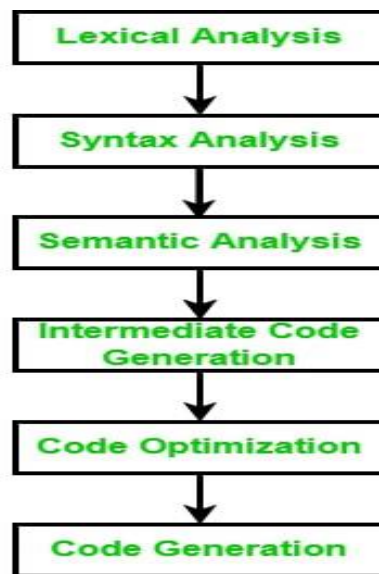 Lexical Analysis
Syntax Analysis
Semantic Analysis
Intermediate Code
Generation
Code Optimization
Code Generation